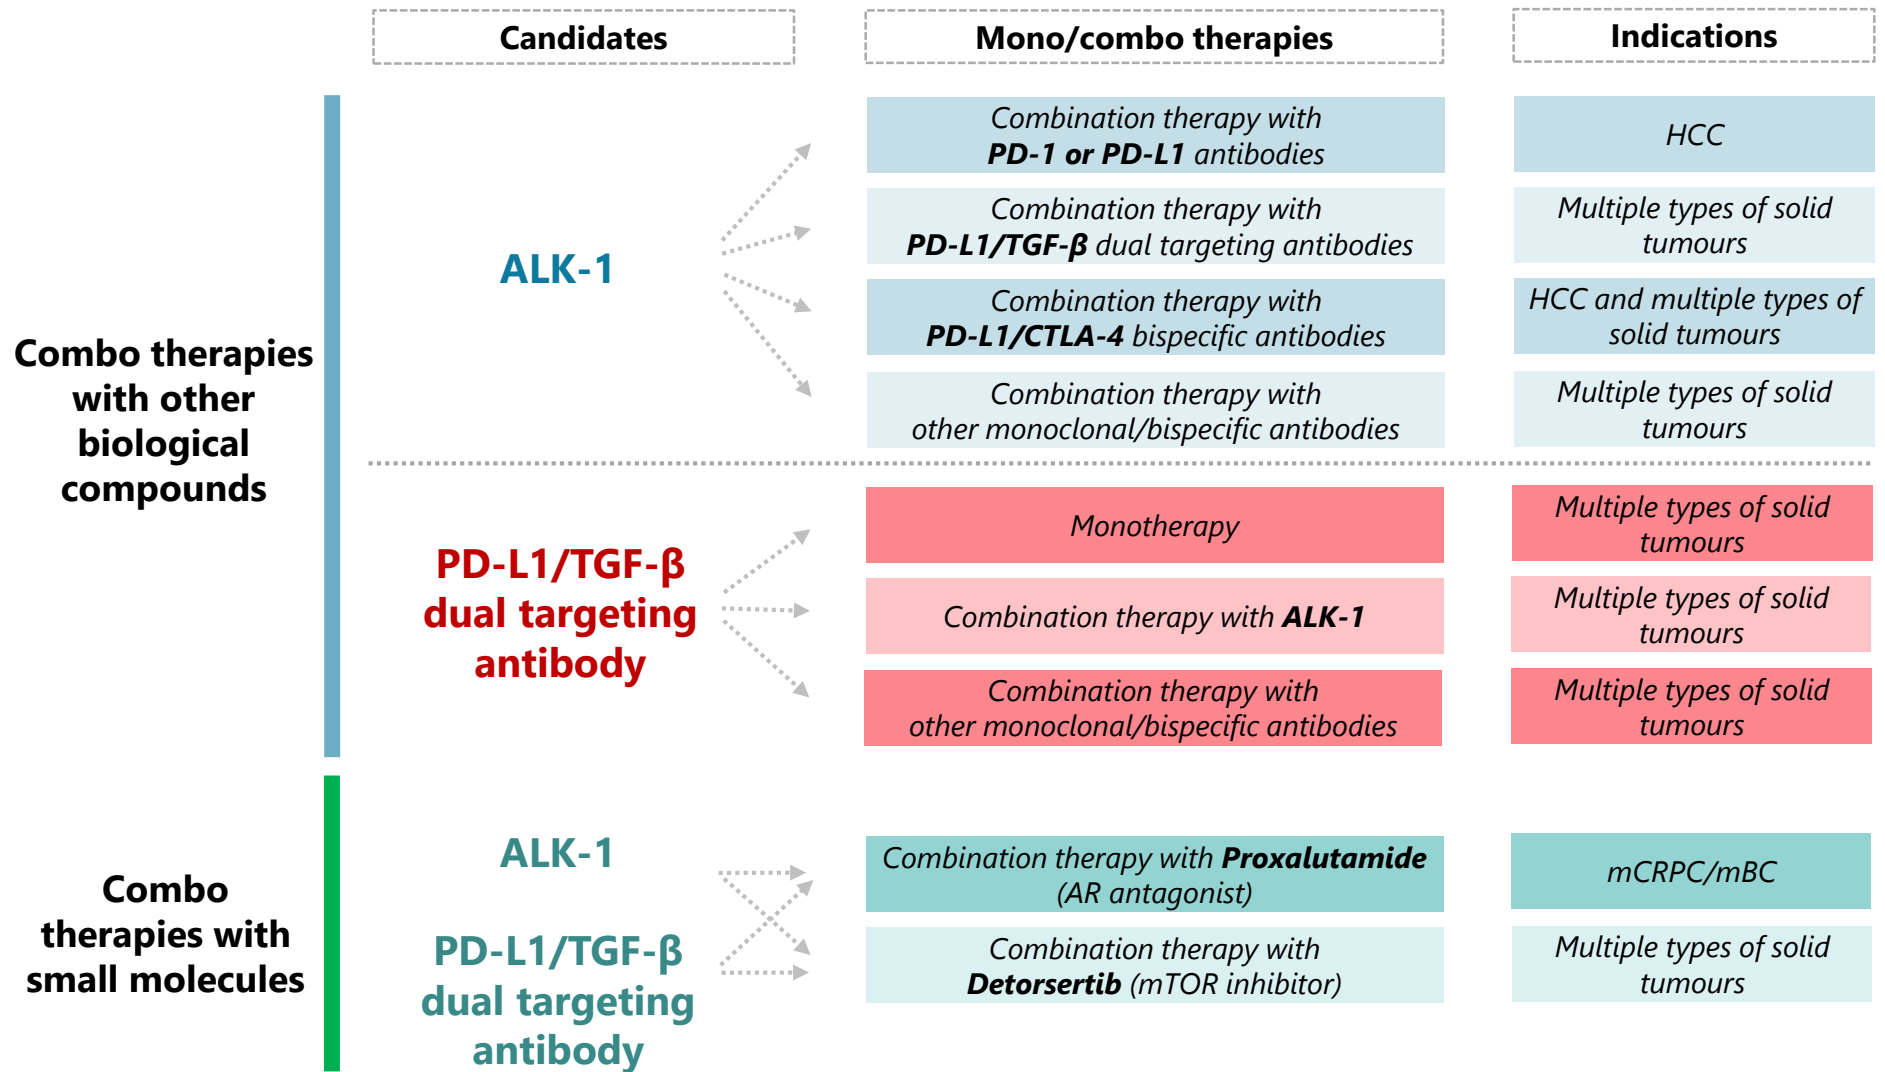 Candidates
Mono/combo therapies
Indications
Combo therapies
with other
biological
compounds
ALK-1
Combination therapy with
PD-1 or PD-L1 antibodies
HCC
Combination therapy with
PD-L1/TGF-β dual targeting antibodies
Multiple types of solid
tumours
Combination therapy with
PD-L1/CTLA-4 bispecific antibodies
HCC and multiple types of
solid tumours
Combination therapy with
other monoclonal/bispecific antibodies
Multiple types of solid
tumours
PD-L1/TGF-β
dual targeting
antibody
Monotherapy
Multiple types of solid
tumours
Combination therapy with ALK-1
Multiple types of solid
tumours
Combination therapy with
other monoclonal/bispecific antibodies
Multiple types of solid
tumours
Combo
therapies with
small molecules
ALK-1
PD-L1/TGF-β
dual targeting
antibody
Combination therapy with Proxalutamide
(AR antagonist)
mCRPC/mBC
Combination therapy with
Detorsertib (mTOR inhibitor)
Multiple types of solid
tumours